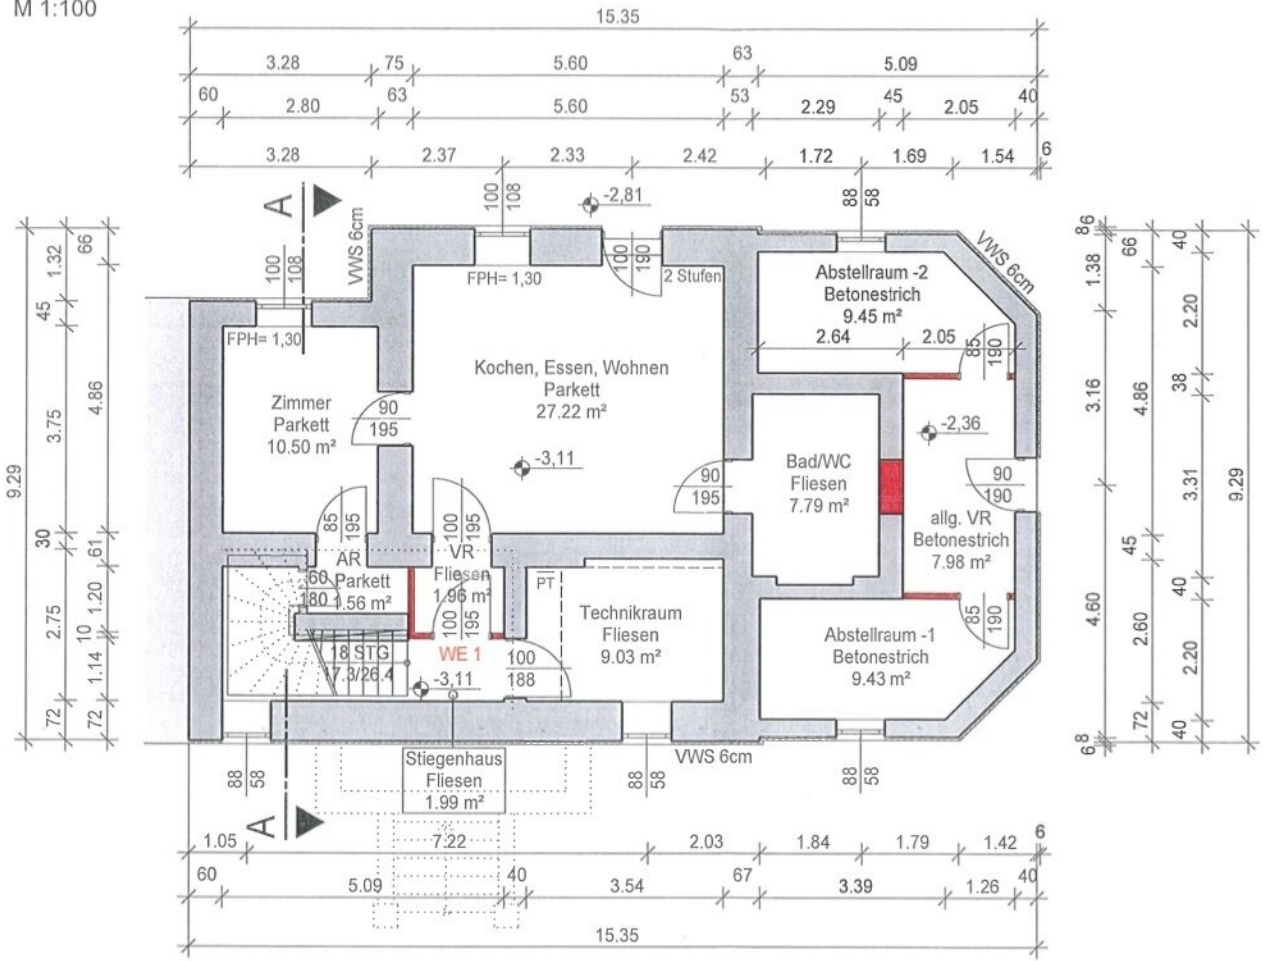 M 1:100
15.35
3.28 75 5.60 63 5.09
60 2.80 63 5.60 53 2.29 45 2.05 40
3.28 2.37 2.33 2.42 1.72 1.69 1.54 6
A
100
108
VWS 6cm
100
108
-2,81
88
58
VWS 6cm
FPH= 1,30
FPH= 1,30
100
190
2 Stufen
Abstellraum -2
Betonestrich
9.45 m²
2.64 2.05
85
190
Zimmer
Parkett
10.50 m²
90
195
Kochen, Essen, Wohnen
Parkett
27.22 m²
-3,11
90
195
Bad/WC
Fliesen
7.79 m²
-2,36
90
190
allg. VR
Betonestrich
7.98 m²
85
195
100
195
AR
Parkett
1.56 m²
60
180
VR
Fliesen
1.96 m²
100
195
PT
Technikraum
Fliesen
9.03 m²
85
190
Abstellraum -1
Betonestrich
9.43 m²
18 STG
17.3/26.4
WE 1
-3,11
100
188
Stiegenhaus
Fliesen
1.99 m²
VWS 6cm
88
58
88
58
88
58
A
9.29
1.32 45 3.75 30 2.75 72
66 4.86 61 1.20 10 1.14 72
6 8 1.38 3.16 4.60 8 6
66 4.86 45 2.60 72
40 2.20 38 3.31 40 2.20 40
9.29
1.05 7.22 2.03 1.84 1.79 1.42 6
60 5.09 40 3.54 67 3.39 1.26 40
15.35